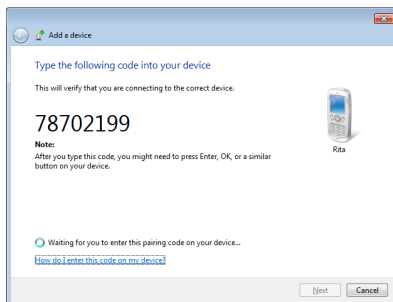 Add a device
Type the following code into your device
This will verify that you are connecting to the correct device.
78702199
Note:
After you type this code, you might need to press Enter, OK, or a similar
button on your device.
Rita
Waiting for you to enter this pairing code on your device...
How do I enter this code on my device?
Next Cancel